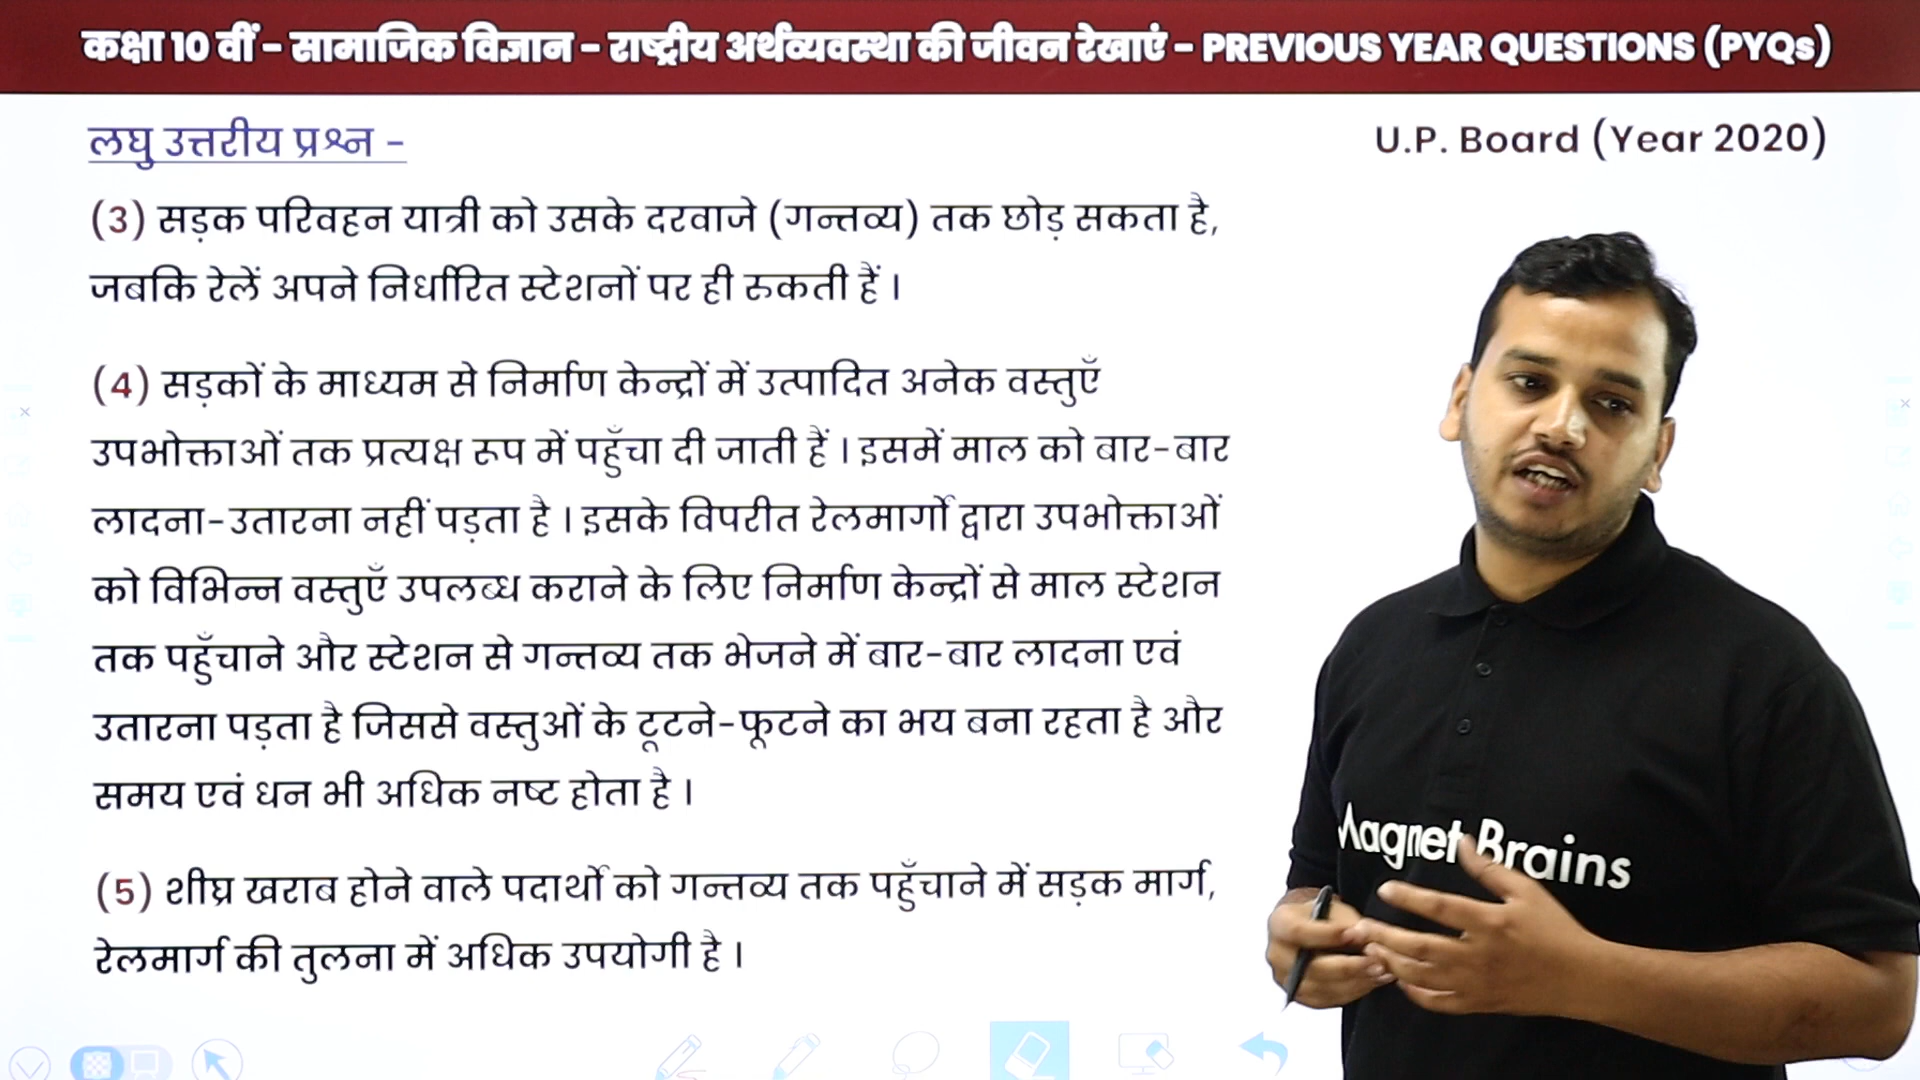 कक्षा 10 वीं - सामाजिक विज्ञान - राष्ट्रीय अर्थव्यवस्था की जीवन रेखाएं - PREVIOUS YEAR QUESTIONS (PYQs)
लघु उत्तरीय प्रश्न -
U.P. Board (Year 2020)
(3) सड़क परिवहन यात्री को उसके दरवाजे (गन्तव्य) तक छोड़ सकता है,
जबकि रेलें अपने निर्धारित स्टेशनों पर ही रुकती हैं।
(4) सड़कों के माध्यम से निर्माण केन्द्रों में उत्पादित अनेक वस्तुएँ
उपभोक्ताओं तक प्रत्यक्ष रूप में पहुँचा दी जाती हैं। इसमें माल को बार-बार
लादना-उतारना नहीं पड़ता है। इसके विपरीत रेलमार्गों द्वारा उपभोक्ताओं
को विभिन्न वस्तुएँ उपलब्ध कराने के लिए निर्माण केन्द्रों से माल स्टेशन
तक पहुँचाने और स्टेशन से गन्तव्य तक भेजने में बार-बार लादना एवं
उतारना पड़ता है जिससे वस्तुओं के टूटने-फूटने का भय बना रहता है और
समय एवं धन भी अधिक नष्ट होता है।
(5) शीघ्र खराब होने वाले पदार्थों को गन्तव्य तक पहुँचाने में सड़क मार्ग,
रेलमार्ग की तुलना में अधिक उपयोगी है।
Magnet Brains